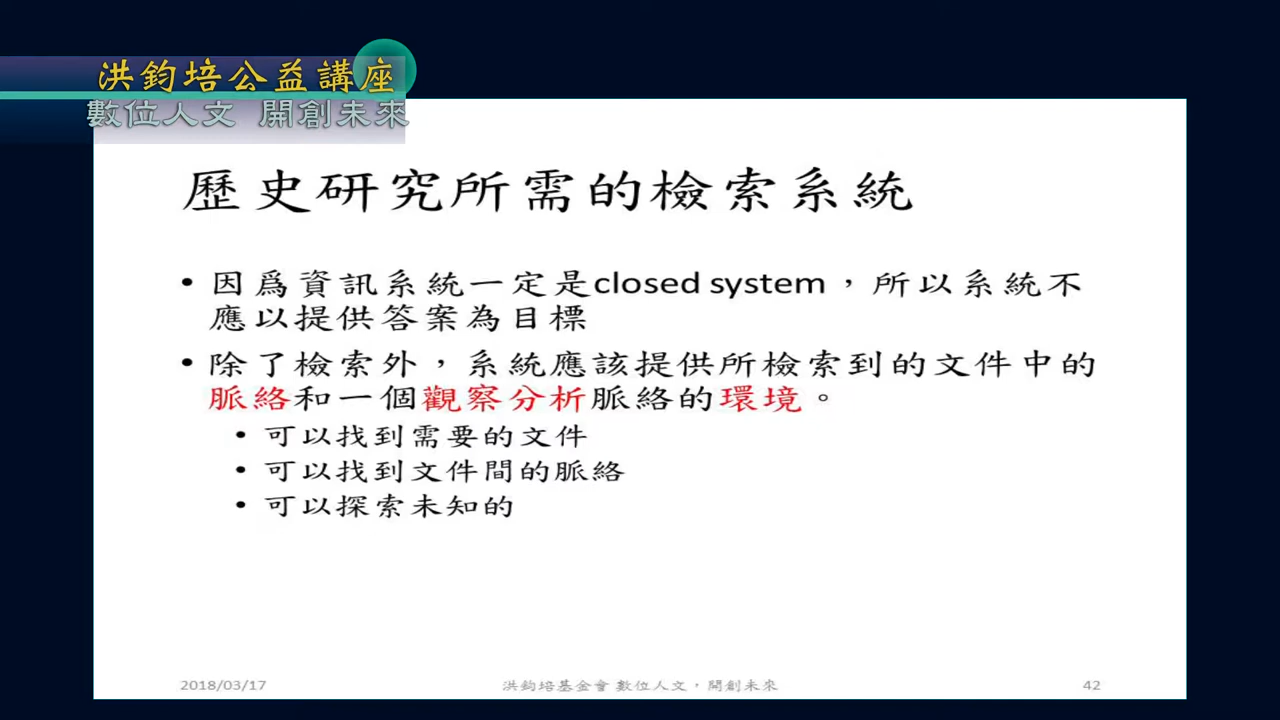 洪鈞培公益講座
數位人文 開創未來
歷史研究所需的檢索系統
• 因爲資訊系統一定是closed system，所以系統不
應以提供答案為目標
• 除了檢索外，系統應該提供所檢索到的文件中的
脈絡和一個觀察分析脈絡的環境。
• 可以找到需要的文件
• 可以找到文件間的脈絡
• 可以探索未知的
2018/03/17
洪鈞培基金會 數位人文，開創未來
42